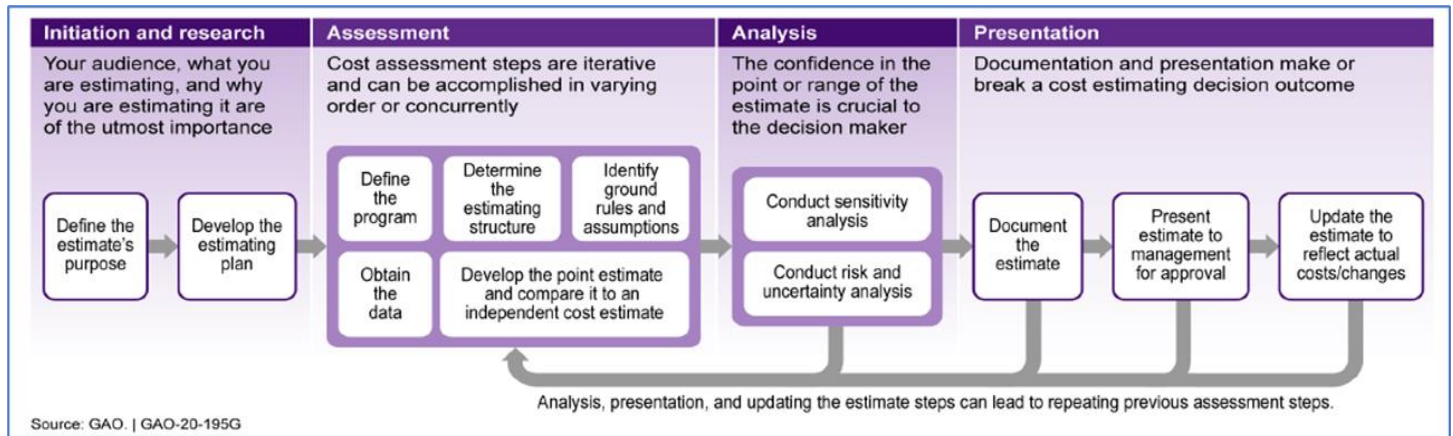 Initiation and research
Your audience, what you
are estimating, and why
you are estimating it are
of the utmost importance
Define the
estimate's
purpose
Develop the
estimating
plan
Assessment
Cost assessment steps are iterative
and can be accomplished in varying
order or concurrently
Define
the
program
Determine
the
estimating
structure
Identify
ground
rules and
assumptions
Obtain
the
data
Develop the point estimate
and compare it to an
independent cost estimate
Analysis
The confidence in the
point or range of the
estimate is crucial to
the decision maker
Conduct sensitivity
analysis
Conduct risk and
uncertainty analysis
Presentation
Documentation and presentation make or
break a cost estimating decision outcome
Document
the
estimate
Present
estimate to
management
for approval
Update the
estimate to
reflect actual
costs/changes
Analysis, presentation, and updating the estimate steps can lead to repeating previous assessment steps.
Source: GAO. | GAO-20-195G